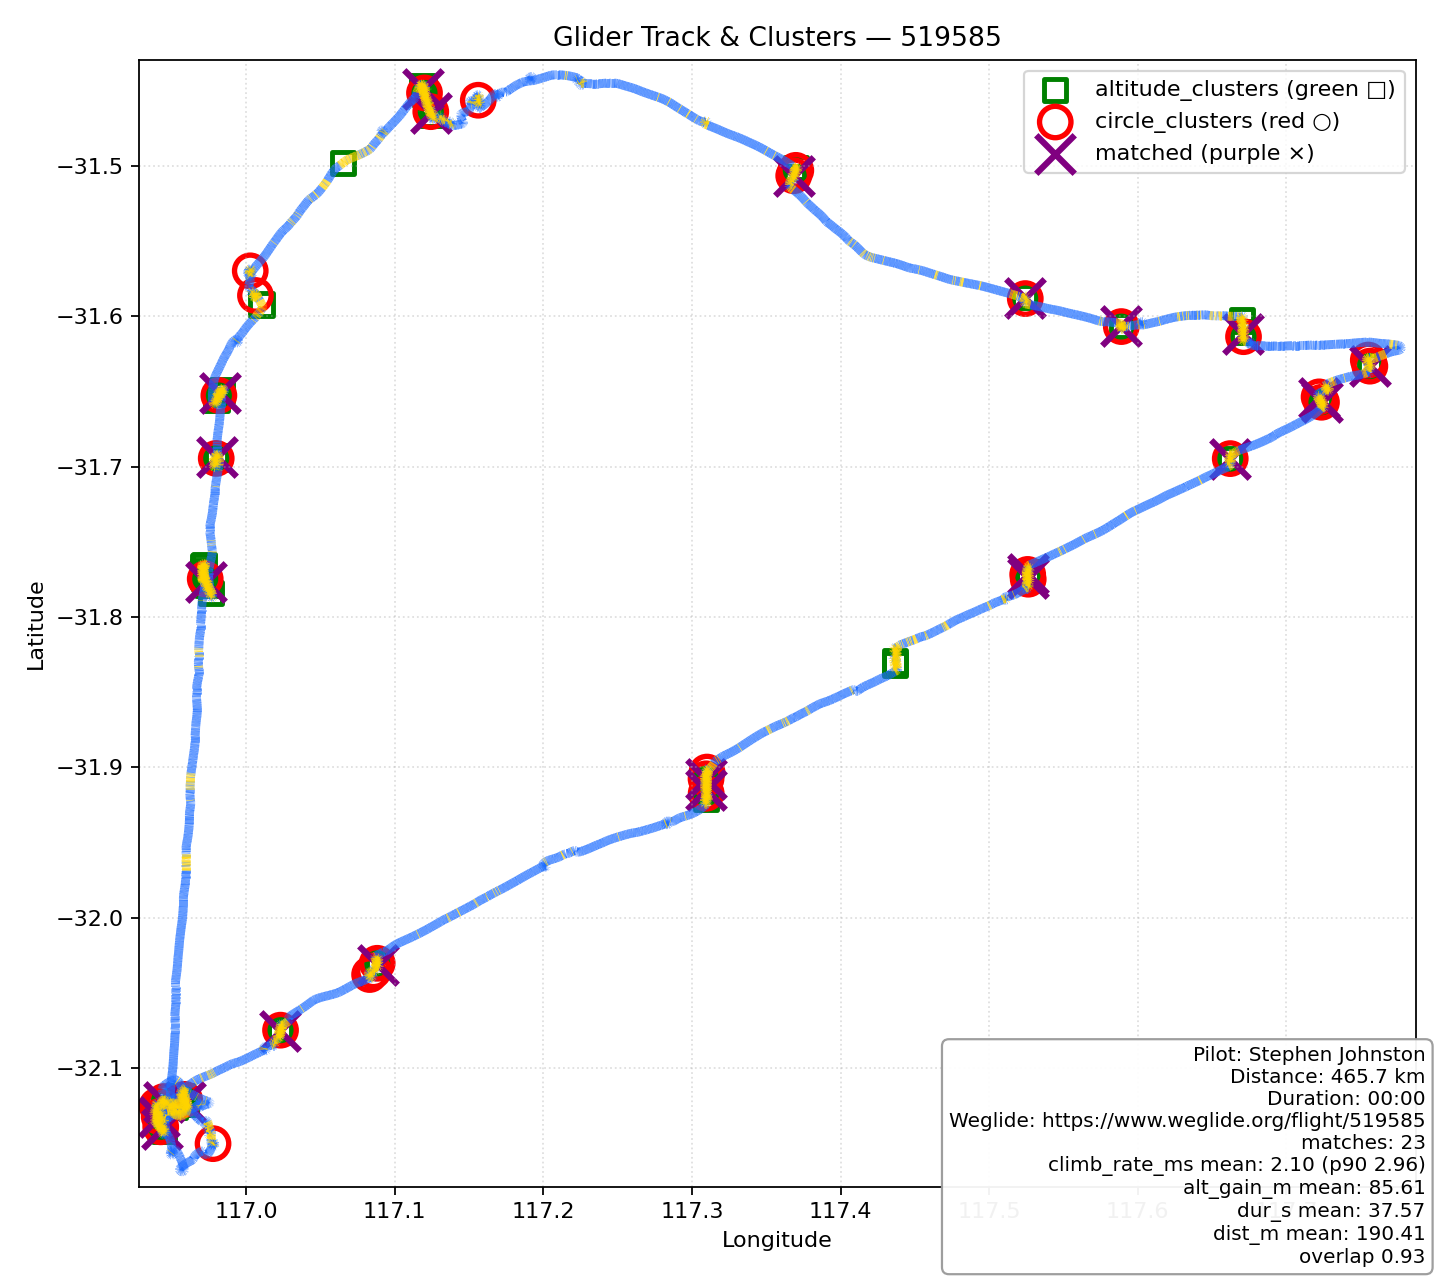 Glider Track & Clusters — 519585
altitude_clusters (green □)
circle_clusters (red ○)
matched (purple ×)
−31.5
−31.6
−31.7
−31.8
−31.9
−32.0
−32.1
Latitude
117.0
117.1
117.2
117.3
117.4
117.5
117.6
Longitude
Pilot: Stephen Johnston
Distance: 465.7 km
Duration: 00:00
Weglide: https://www.weglide.org/flight/519585
matches: 23
climb_rate_ms mean: 2.10 (p90 2.96)
alt_gain_m mean: 85.61
dur_s mean: 37.57
dist_m mean: 190.41
overlap 0.93